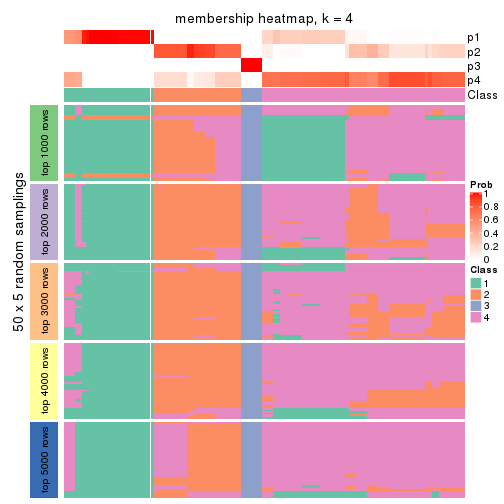 membership heatmap, k = 4
p1
p2
p3
p4
Class
50 x 5 random samplings
top 1000 rows
top 2000 rows
top 3000 rows
top 4000 rows
top 5000 rows
Prob
1
0.8
0.6
0.4
0.2
0
Class
1
2
3
4